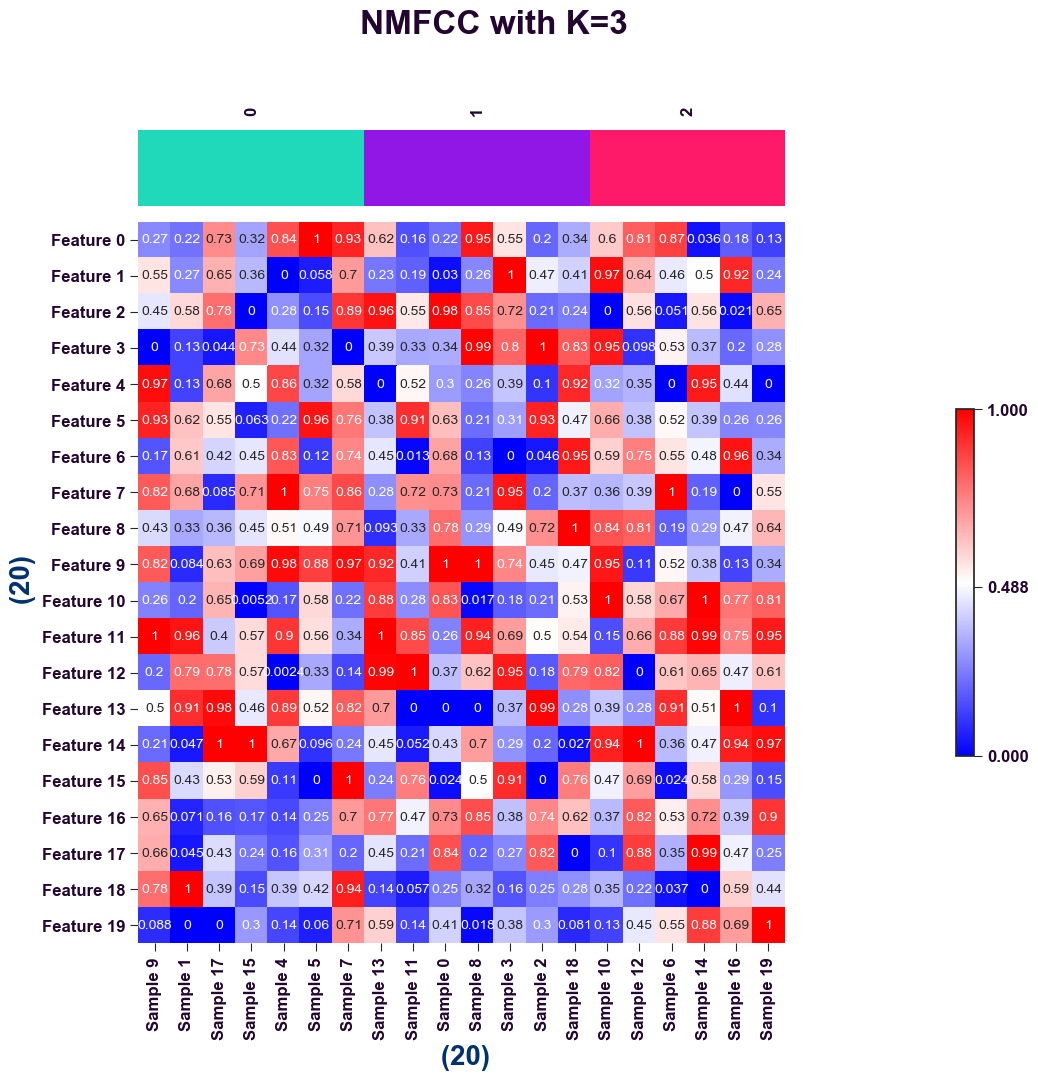 NMFCC with K=3
0 1 2
Feature 0 0.27 0.22 0.73 0.32 0.84 1 0.93 0.62 0.16 0.22 0.95 0.55 0.2 0.34 0.6 0.81 0.87 0.036 0.18 0.13
Feature 1 0.55 0.27 0.65 0.36 0 0.058 0.7 0.23 0.19 0.03 0.26 1 0.47 0.41 0.97 0.64 0.46 0.5 0.92 0.24
Feature 2 0.45 0.58 0.78 0 0.28 0.15 0.89 0.96 0.55 0.98 0.85 0.72 0.21 0.24 0 0.56 0.051 0.56 0.021 0.65
Feature 3 0 0.13 0.044 0.73 0.44 0.32 0 0.39 0.33 0.34 0.99 0.8 1 0.83 0.95 0.098 0.53 0.37 0.2 0.28
Feature 4 0.97 0.13 0.68 0.5 0.86 0.32 0.58 0 0.52 0.3 0.26 0.39 0.1 0.92 0.32 0.35 0 0.95 0.44 0
Feature 5 0.93 0.62 0.55 0.063 0.22 0.96 0.76 0.38 0.91 0.63 0.21 0.31 0.93 0.47 0.66 0.38 0.52 0.39 0.26 0.26
Feature 6 0.17 0.61 0.42 0.45 0.83 0.12 0.74 0.45 0.013 0.68 0.13 0 0.046 0.95 0.59 0.75 0.55 0.48 0.96 0.34
Feature 7 0.82 0.68 0.085 0.71 1 0.75 0.86 0.28 0.72 0.73 0.21 0.95 0.2 0.37 0.36 0.39 1 0.19 0 0.55
Feature 8 0.43 0.33 0.36 0.45 0.51 0.49 0.71 0.093 0.33 0.78 0.29 0.49 0.72 1 0.84 0.81 0.19 0.29 0.47 0.64
Feature 9 0.82 0.084 0.63 0.69 0.98 0.88 0.97 0.92 0.41 1 1 0.74 0.45 0.47 0.95 0.11 0.52 0.38 0.13 0.34
Feature 10 0.26 0.2 0.65 0.0052 0.17 0.58 0.22 0.88 0.28 0.83 0.017 0.18 0.21 0.53 1 0.58 0.67 1 0.77 0.81
Feature 11 1 0.96 0.4 0.57 0.9 0.56 0.34 1 0.85 0.26 0.94 0.69 0.5 0.54 0.15 0.66 0.88 0.99 0.75 0.95
Feature 12 0.2 0.79 0.78 0.57 0.0024 0.33 0.14 0.99 1 0.37 0.62 0.95 0.18 0.79 0.82 0 0.61 0.65 0.47 0.61
Feature 13 0.5 0.91 0.98 0.46 0.89 0.52 0.82 0.7 0 0 0 0.37 0.99 0.28 0.39 0.28 0.91 0.51 1 0.1
Feature 14 0.21 0.047 1 1 0.67 0.096 0.24 0.45 0.052 0.43 0.7 0.29 0.2 0.027 0.94 1 0.36 0.47 0.94 0.97
Feature 15 0.85 0.43 0.53 0.59 0.11 0 1 0.24 0.76 0.024 0.5 0.91 0 0.76 0.47 0.69 0.024 0.58 0.29 0.15
Feature 16 0.65 0.071 0.16 0.17 0.14 0.25 0.7 0.77 0.47 0.73 0.85 0.38 0.74 0.62 0.37 0.82 0.53 0.72 0.39 0.9
Feature 17 0.66 0.045 0.43 0.24 0.16 0.31 0.2 0.45 0.21 0.84 0.2 0.27 0.82 0 0.1 0.88 0.35 0.99 0.47 0.25
Feature 18 0.78 1 0.39 0.15 0.39 0.42 0.94 0.14 0.057 0.25 0.32 0.16 0.25 0.28 0.35 0.22 0.037 0 0.59 0.44
Feature 19 0.088 0 0 0.3 0.14 0.06 0.71 0.59 0.14 0.41 0.018 0.38 0.3 0.081 0.13 0.45 0.55 0.88 0.69 1
(20)
Sample 9
Sample 1
Sample 17
Sample 15
Sample 4
Sample 5
Sample 7
Sample 13
Sample 11
Sample 0
Sample 8
Sample 3
Sample 2
Sample 18
Sample 10
Sample 12
Sample 6
Sample 14
Sample 16
Sample 19
(20)
1.000
0.488
0.000